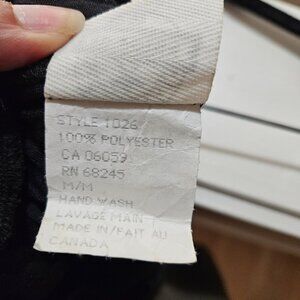 STYLE 1026
100% POLYESTER
CA 06059
RN 68245
M/M
HAND WASH
LAVAGE MAIN
MADE IN/FAIT AU
CANADA